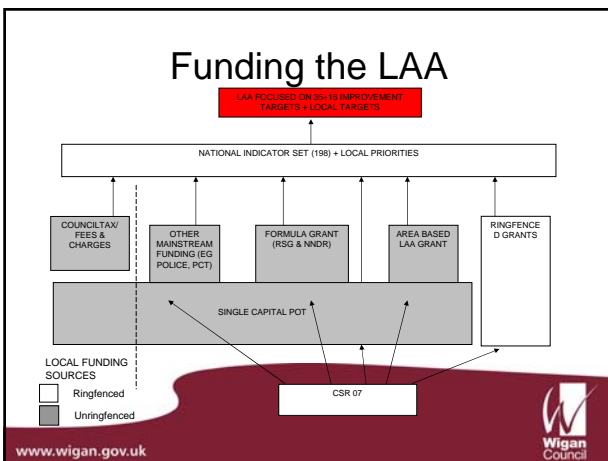 Funding the LAA
LAA FOCUSED ON 35+16 IMPROVEMENT
TARGETS + LOCAL TARGETS
NATIONAL INDICATOR SET (198) + LOCAL PRIORITIES
COUNCILTAX/
FEES &
CHARGES
OTHER
MAINSTREAM
FUNDING (EG
POLICE, PCT)
FORMULA GRANT
(RSG & NNDR)
AREA BASED
LAA GRANT
RINGFENCE
D GRANTS
SINGLE CAPITAL POT
LOCAL FUNDING
SOURCES
Ringfenced
Unringfenced
CSR 07
www.wigan.gov.uk
Wigan
Council